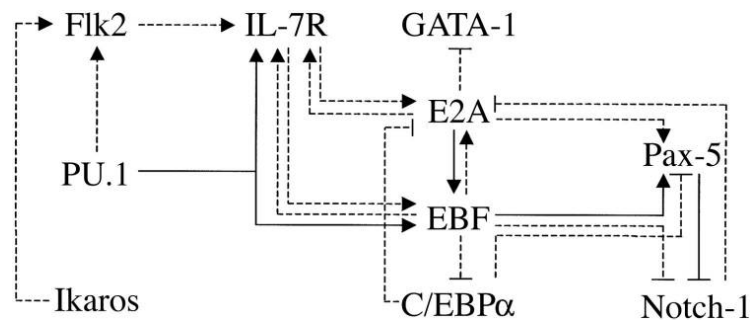 Flk2 IL-7R GATA-1
E2A
Pax-5
PU.1
EBF
Ikaros C/EBPα Notch-1